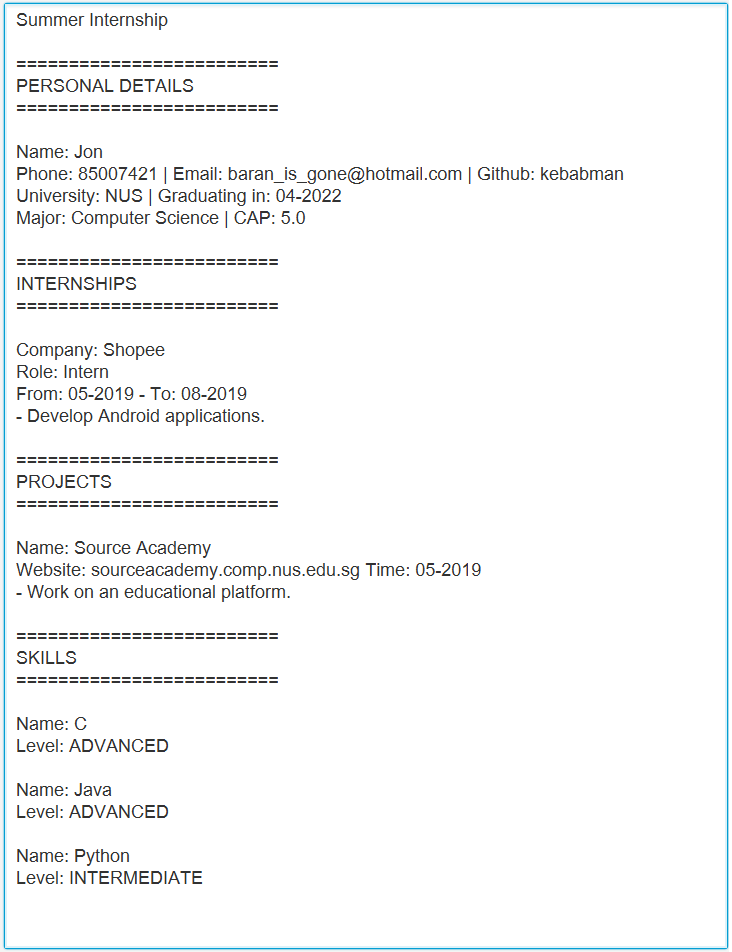 Summer Internship
=========================
PERSONAL DETAILS
=========================
Name: Jon
Phone: 85007421 | Email: baran_is_gone@hotmail.com | Github: kebabman
University: NUS | Graduating in: 04-2022
Major: Computer Science | CAP: 5.0
=========================
INTERNSHIPS
=========================
Company: Shopee
Role: Intern
From: 05-2019 - To: 08-2019
- Develop Android applications.
=========================
PROJECTS
=========================
Name: Source Academy
Website: sourceacademy.comp.nus.edu.sg Time: 05-2019
- Work on an educational platform.
=========================
SKILLS
=========================
Name: C
Level: ADVANCED
Name: Java
Level: ADVANCED
Name: Python
Level: INTERMEDIATE